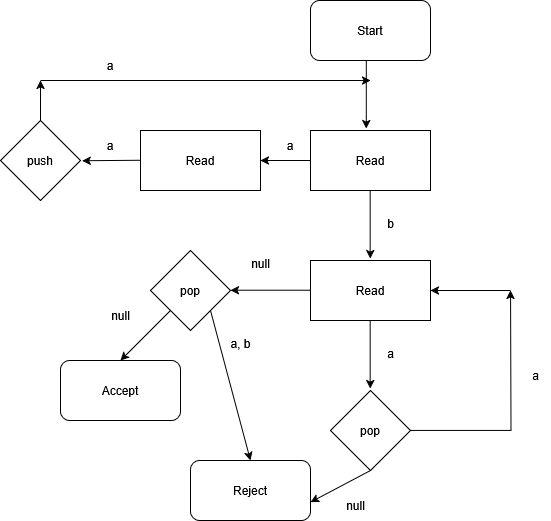 Start
a
push
a
Read
a
Read
b
null
pop
Read
null
a, b
a
a
Accept
pop
Reject
null